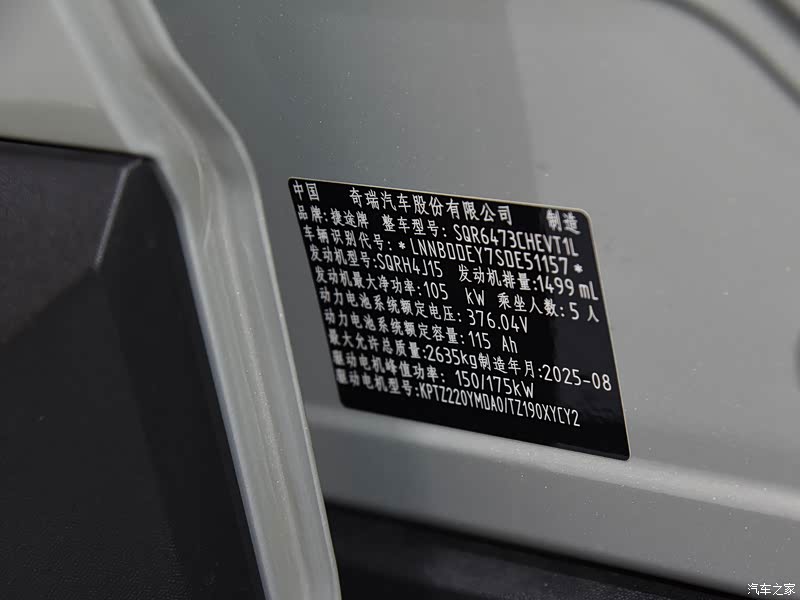 中国 奇瑞汽车股份有限公司 制造
品牌:捷途牌 整车型号: SQR6473CHEVT1L
车辆识别代号: *LNNBDDEY7SDE51157*
发动机型号:SQRH4J15 发动机排量:1499 mL
发动机最大净功率:105 kW 乘坐人数:5 人
动力电池系统额定电压: 376.04V
动力电池系统额定容量: 115 Ah
最大允许总质量:2635kg制造年月:2025-08
驱动电机峰值功率: 150/175kW
驱动电机型号:KPTZ220YMDA0/TZ190XYCY2
汽车之家